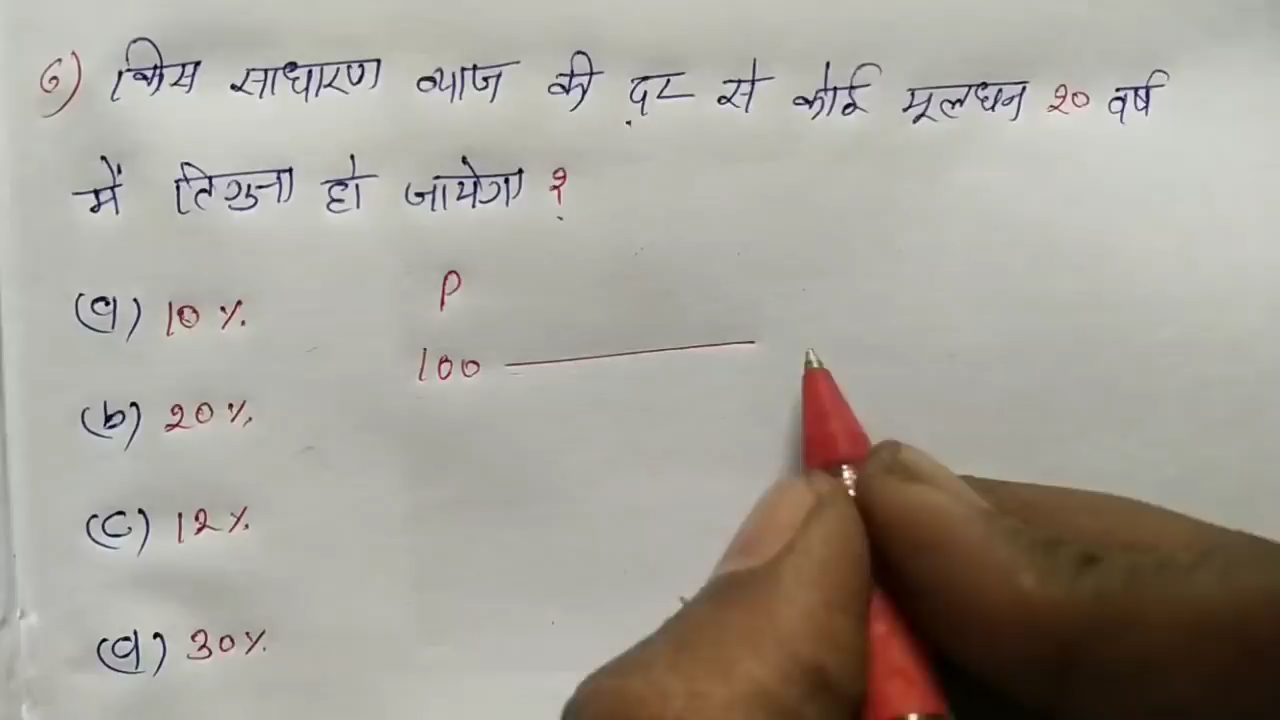 6) किस साधारण व्याज की दर से कोई मूलधन 20 वर्ष
में तिगुना हो जायेगा ?
(a) 10%
P
100
(b) 20%
(c) 12%
(d) 30%